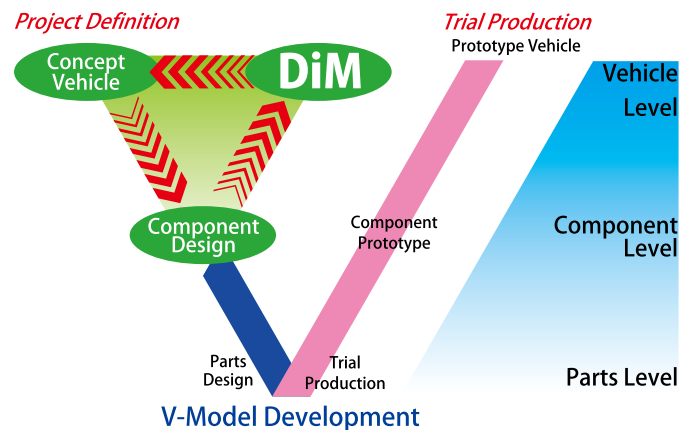 Project Definition
Trial Production
Prototype Vehicle
Concept
Vehicle
DiM
Vehicle
Level
Component
Design
Component
Prototype
Component
Level
Parts
Design
Trial
Production
Parts Level
V-Model Development